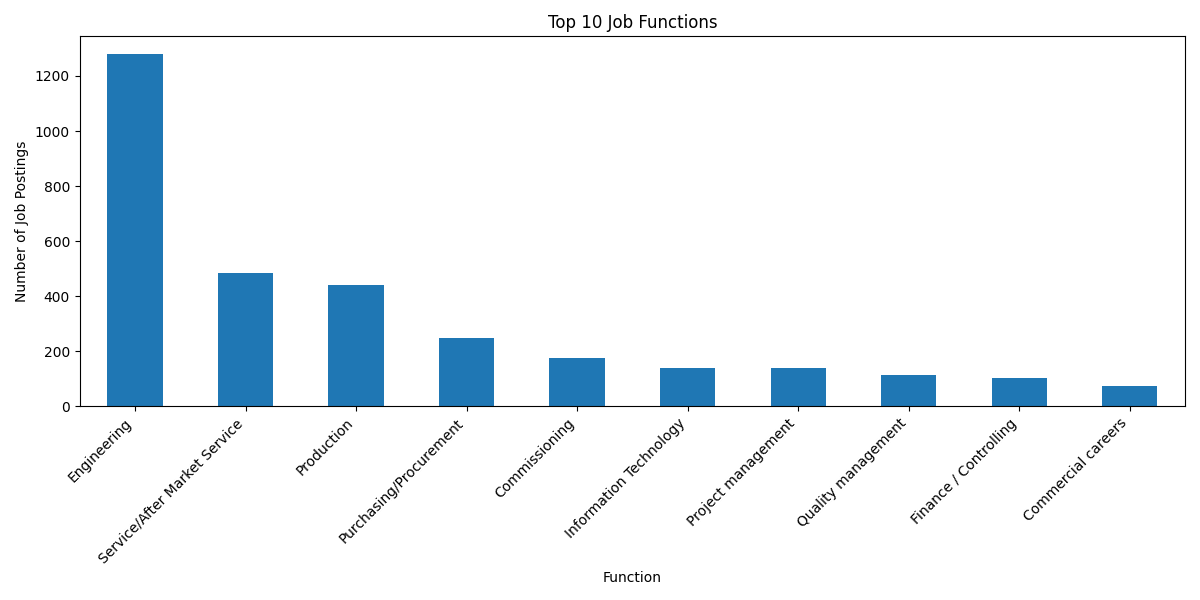 Top 10 Job Functions
Number of Job Postings
1200
1000
800
600
400
200
0
Engineering
Service/After Market Service
Production
Purchasing/Procurement
Commissioning
Information Technology
Project management
Quality management
Finance / Controlling
Commercial careers
Function